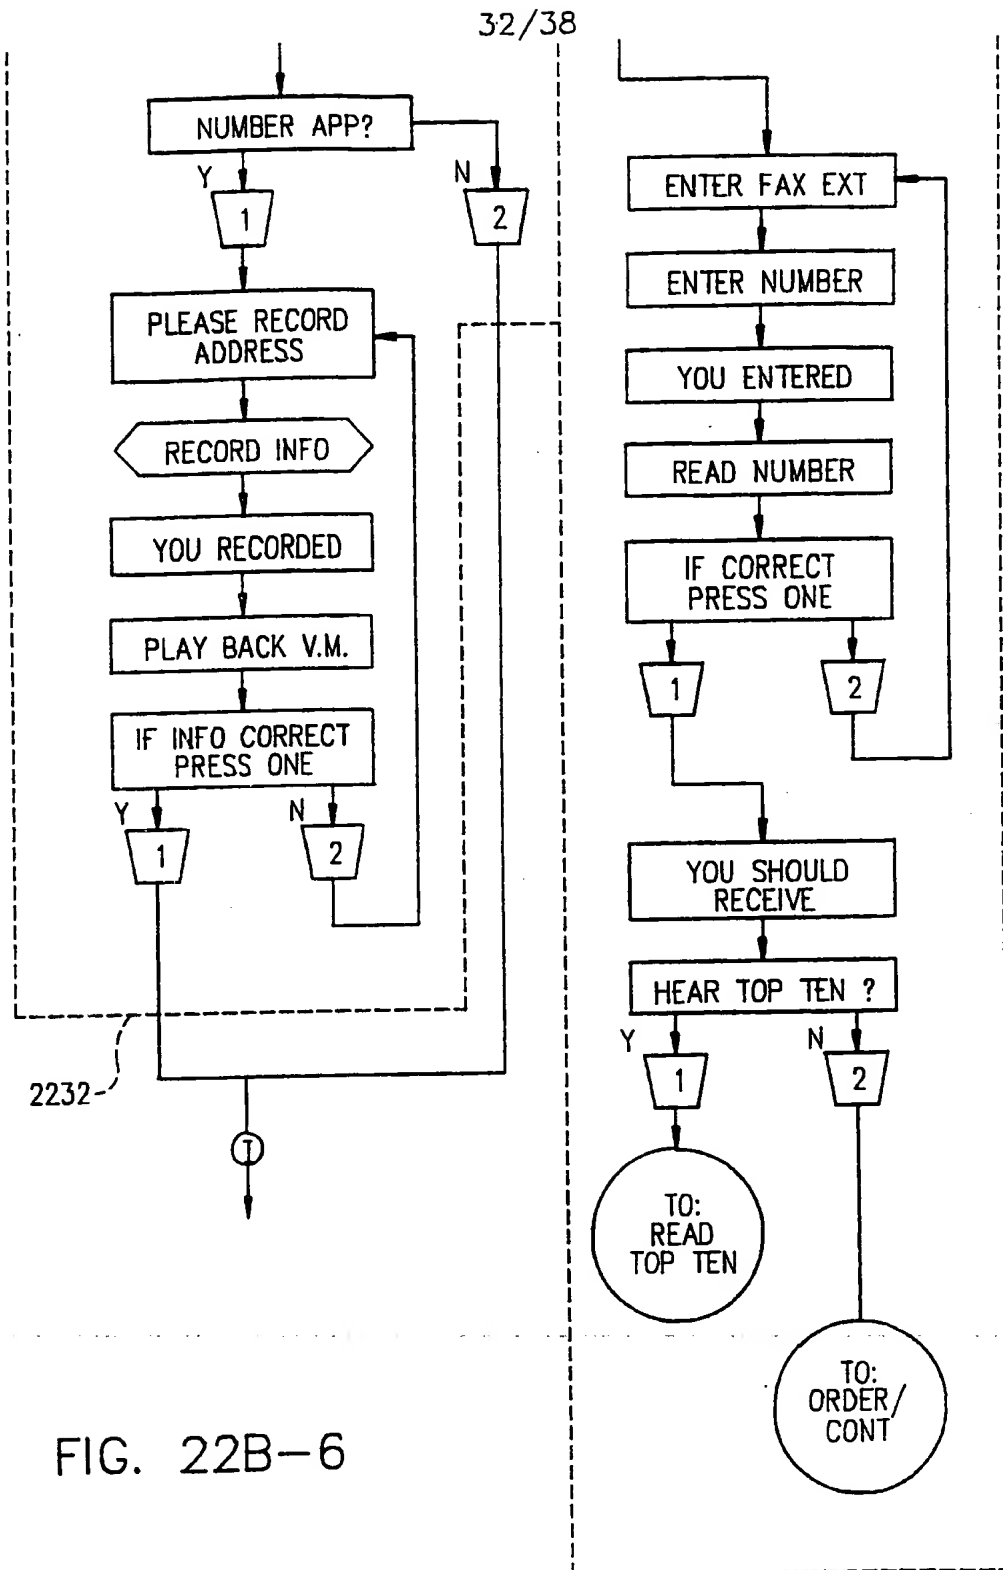 32/38
NUMBER APP?
Y
N
1
2
PLEASE RECORD
ADDRESS
RECORD INFO
YOU RECORDED
PLAY BACK V.M.
IF INFO CORRECT
PRESS ONE
Y
N
1
2
2232
T
ENTER FAX EXT
ENTER NUMBER
YOU ENTERED
READ NUMBER
IF CORRECT
PRESS ONE
1
2
YOU SHOULD
RECEIVE
HEAR TOP TEN ?
Y
N
1
2
TO:
READ
TOP TEN
TO:
ORDER/
CONT
FIG. 22B-6